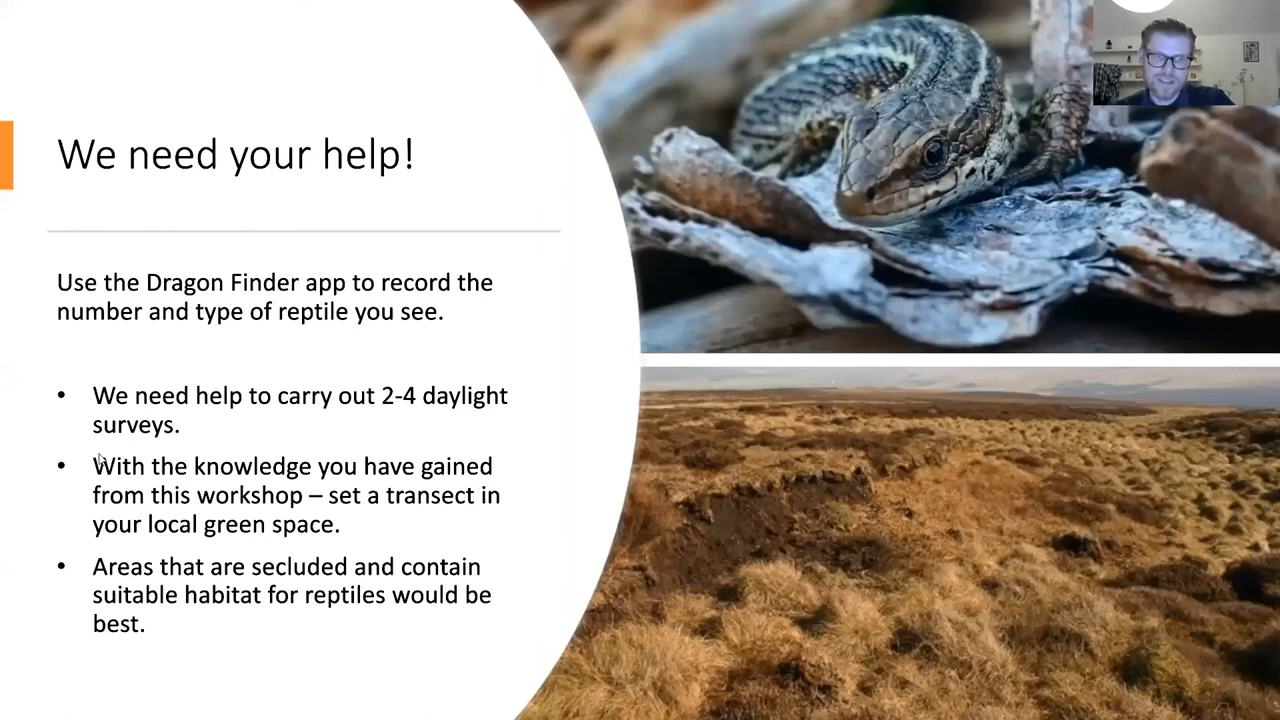 We need your help!
Use the Dragon Finder app to record the
number and type of reptile you see.
• We need help to carry out 2-4 daylight
surveys.
• With the knowledge you have gained
from this workshop – set a transect in
your local green space.
• Areas that are secluded and contain
suitable habitat for reptiles would be
best.